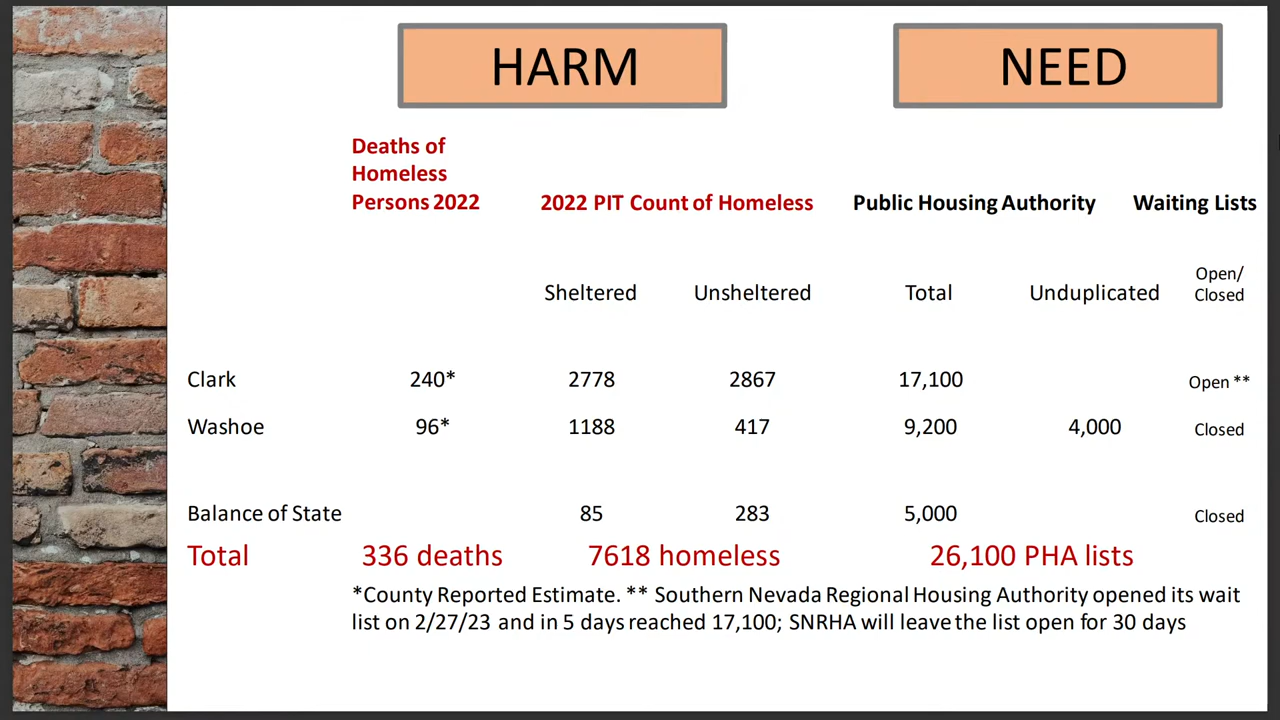 HARM NEED
Deaths of
Homeless
Persons 2022 2022 PIT Count of Homeless Public Housing Authority Waiting Lists
Sheltered Unsheltered Total Unduplicated Open/
Closed
Clark 240* 2778 2867 17,100 Open **
Washoe 96* 1188 417 9,200 4,000 Closed
Balance of State 85 283 5,000 Closed
Total 336 deaths 7618 homeless 26,100 PHA lists
*County Reported Estimate. ** Southern Nevada Regional Housing Authority opened its wait
list on 2/27/23 and in 5 days reached 17,100; SNRHA will leave the list open for 30 days